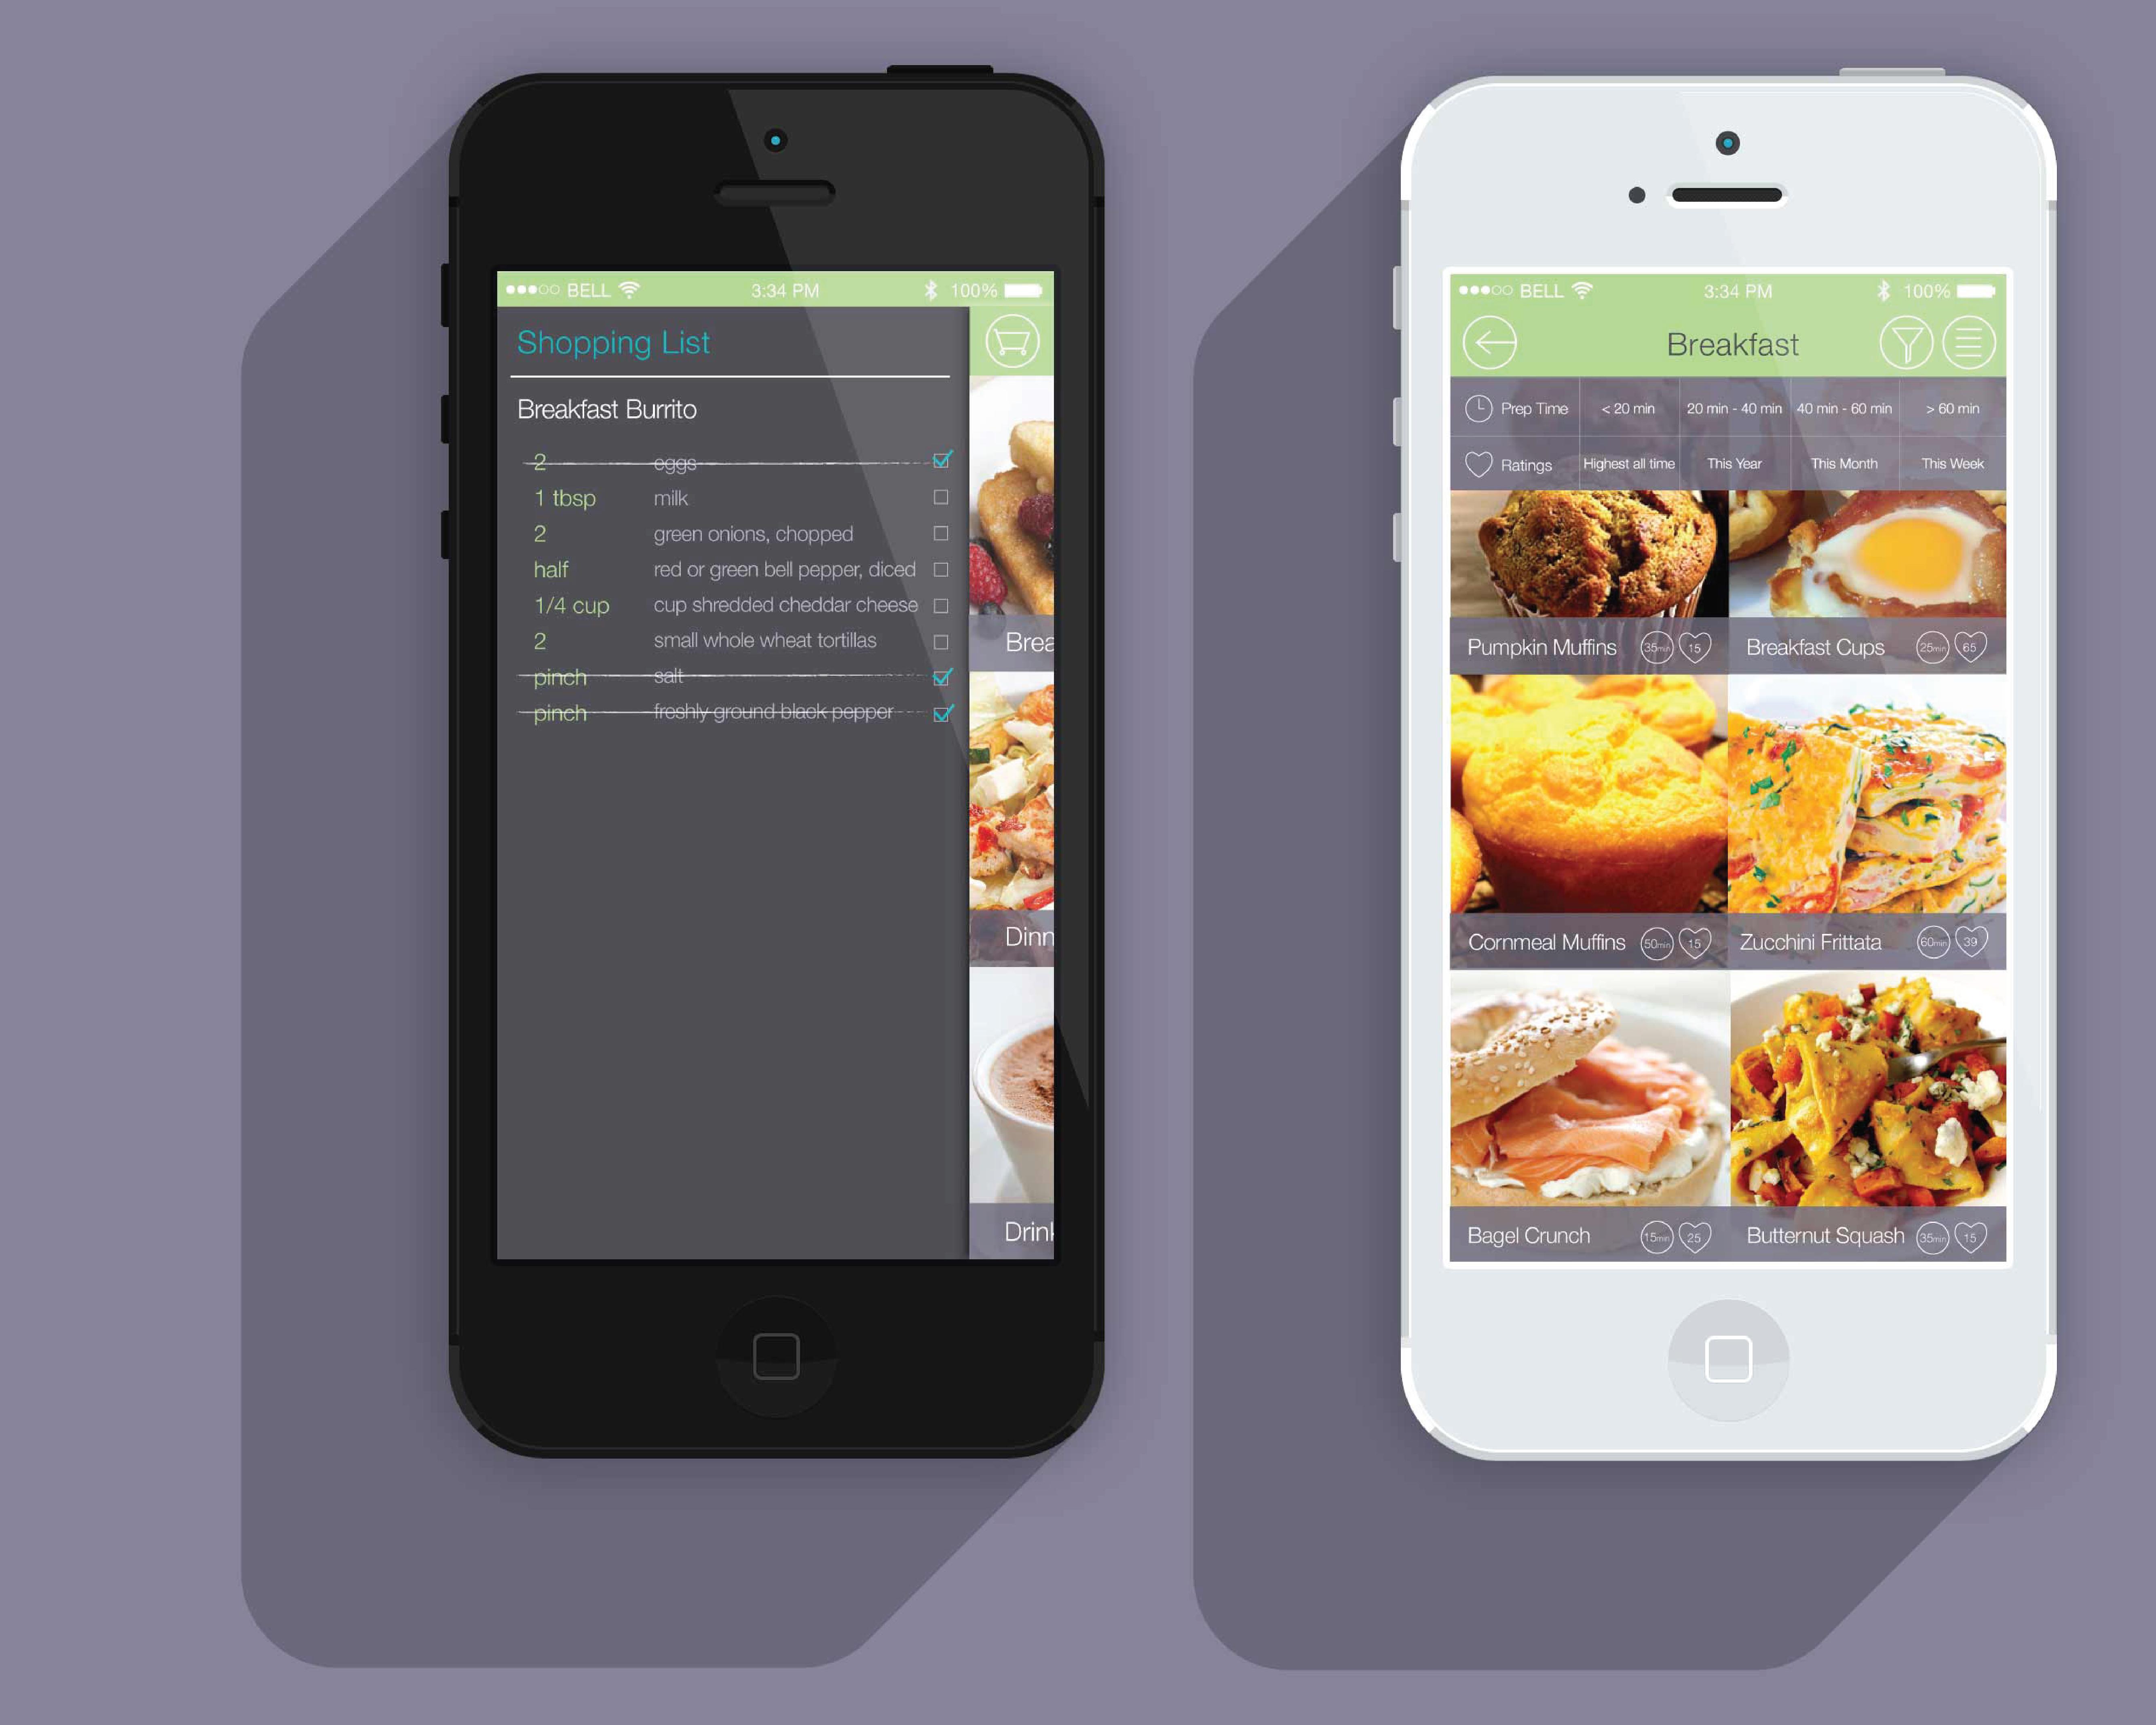 BELL 3:34 PM 100%
Shopping List
Breakfast Burrito
2 eggs
1 tbsp milk
2 green onions, chopped
half red or green bell pepper, diced
1/4 cup cup shredded cheddar cheese
2 small whole wheat tortillas
pinch salt
pinch freshly ground black pepper
Brea
Dinn
Drin
BELL 3:34 PM 100%
Breakfast
Prep Time < 20 min 20 min - 40 min 40 min - 60 min > 60 min
Ratings Highest all time This Year This Month This Week
Pumpkin Muffins 35min 15 Breakfast Cups 25min 65
Cornmeal Muffins 50min 15 Zucchini Frittata 60min 39
Bagel Crunch 15min 25 Butternut Squash 35min 15